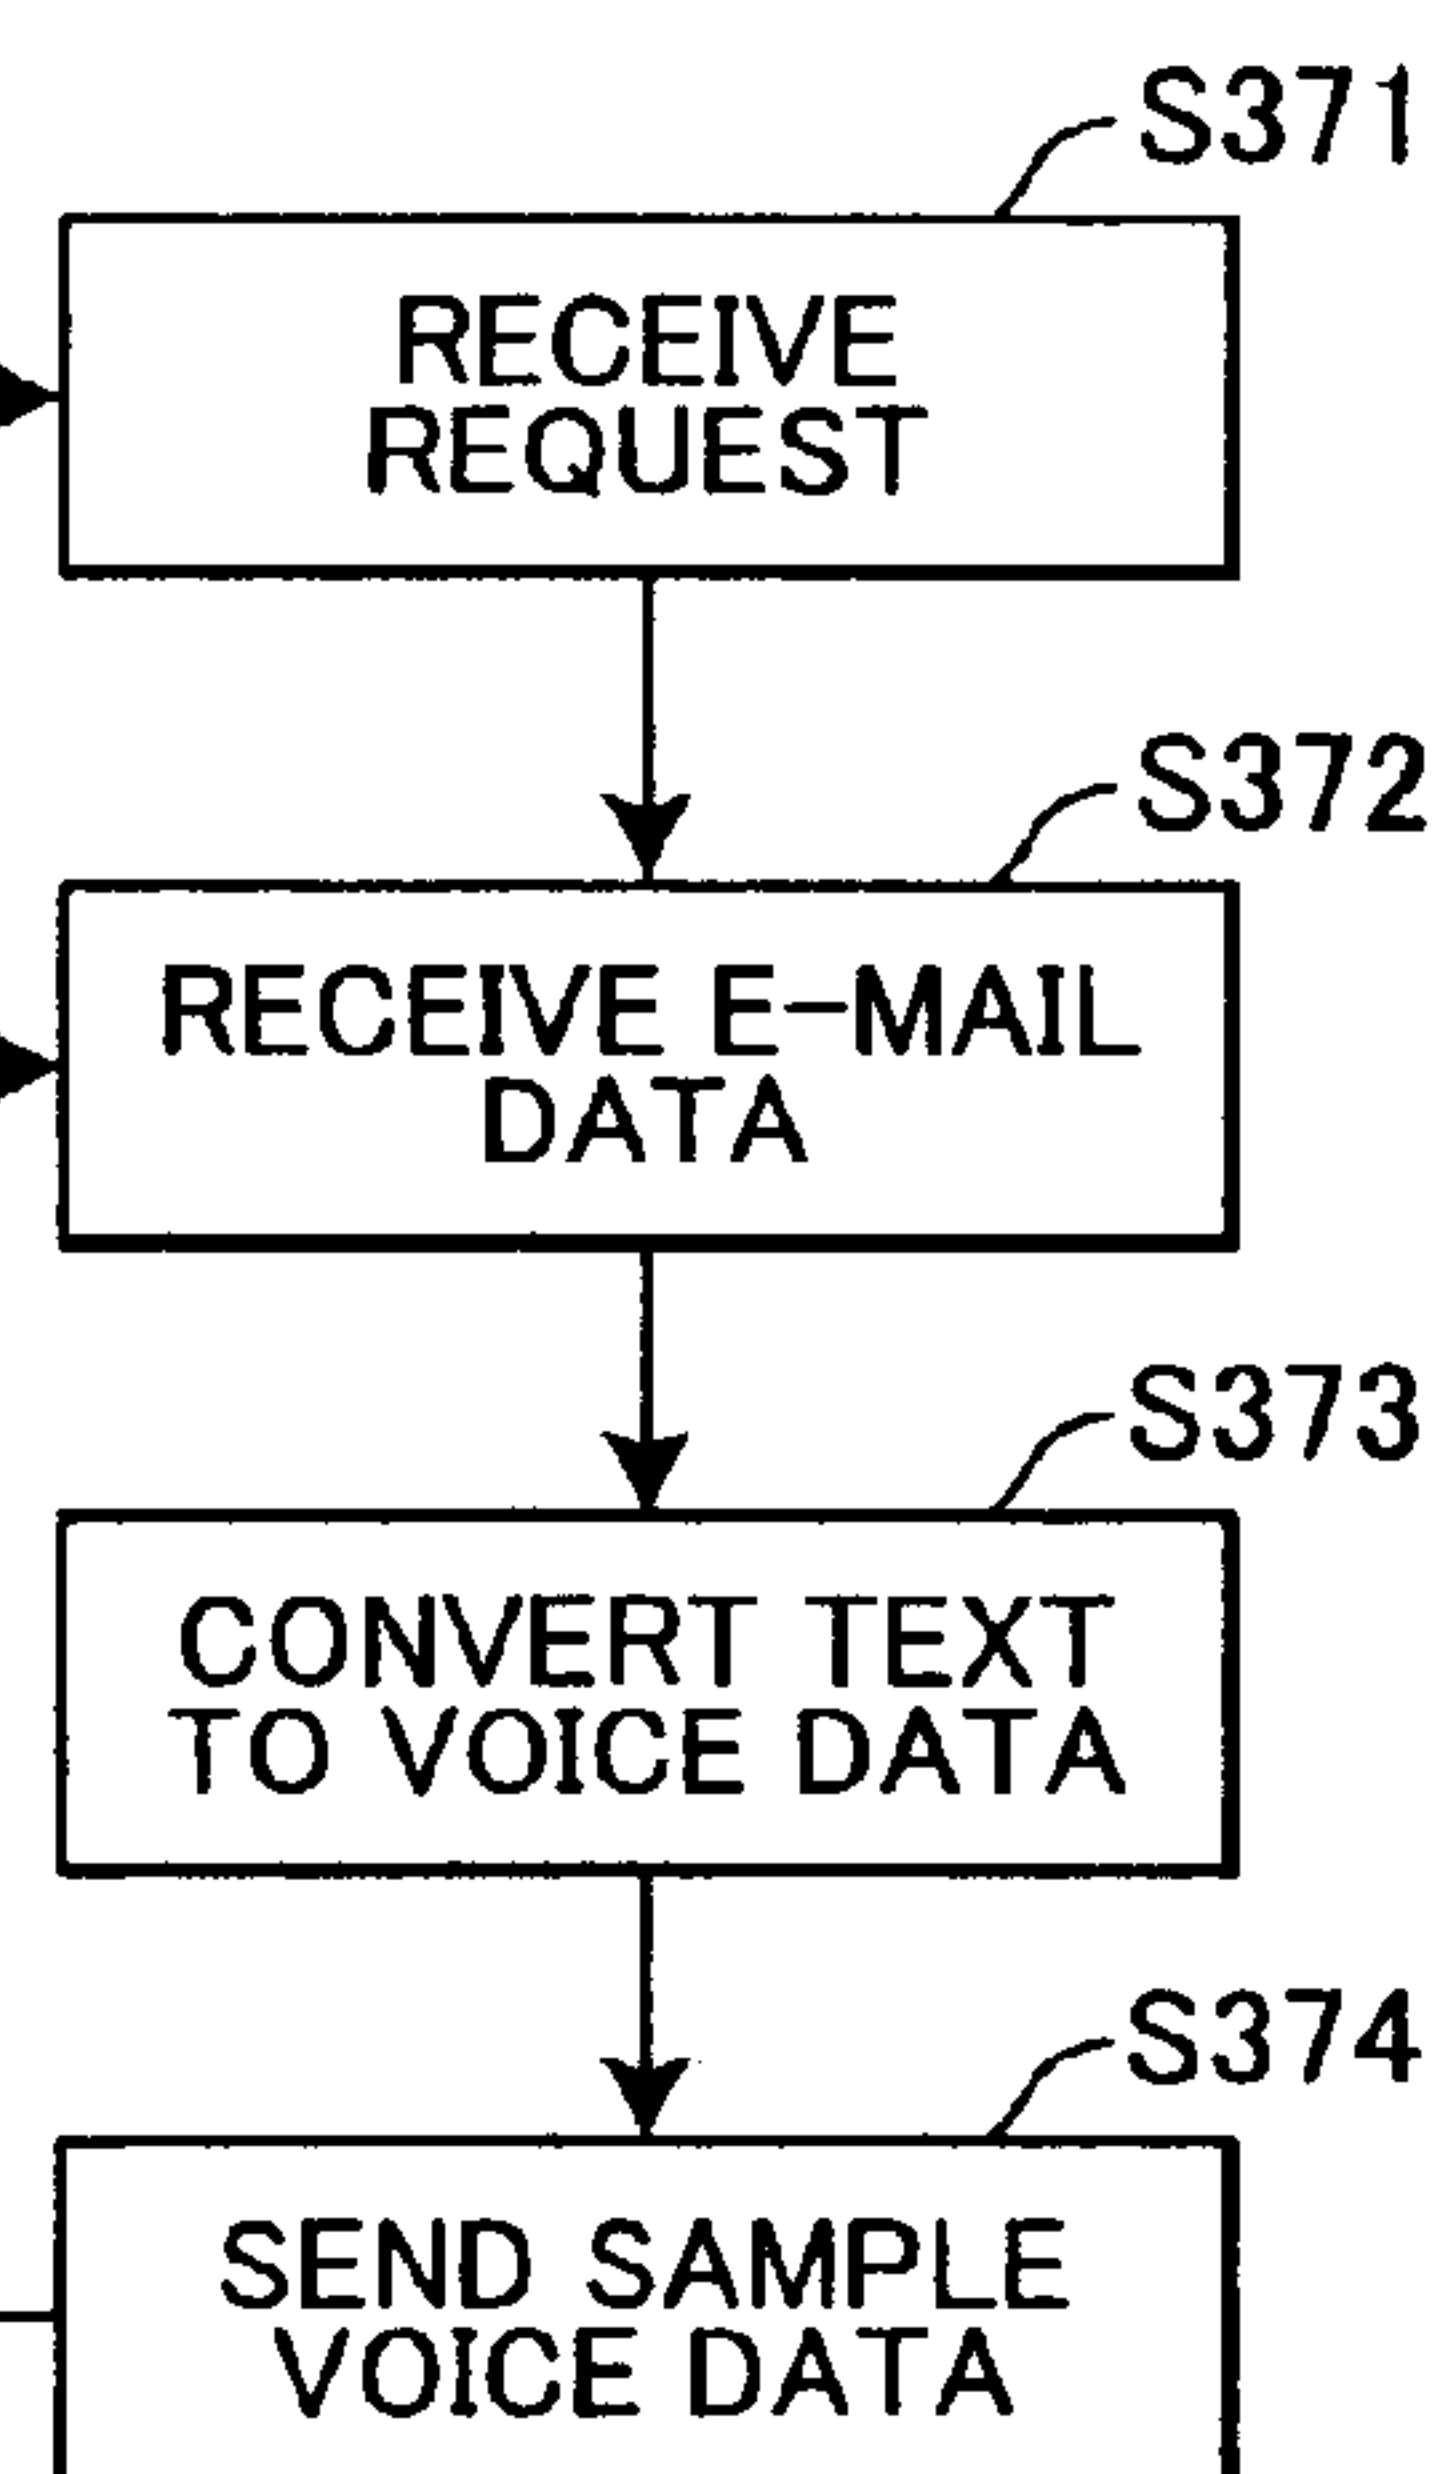 S371
RECEIVE
REQUEST
S372
RECEIVE E-MAIL
DATA
S373
CONVERT TEXT
TO VOICE DATA
S374
SEND SAMPLE
VOICE DATA